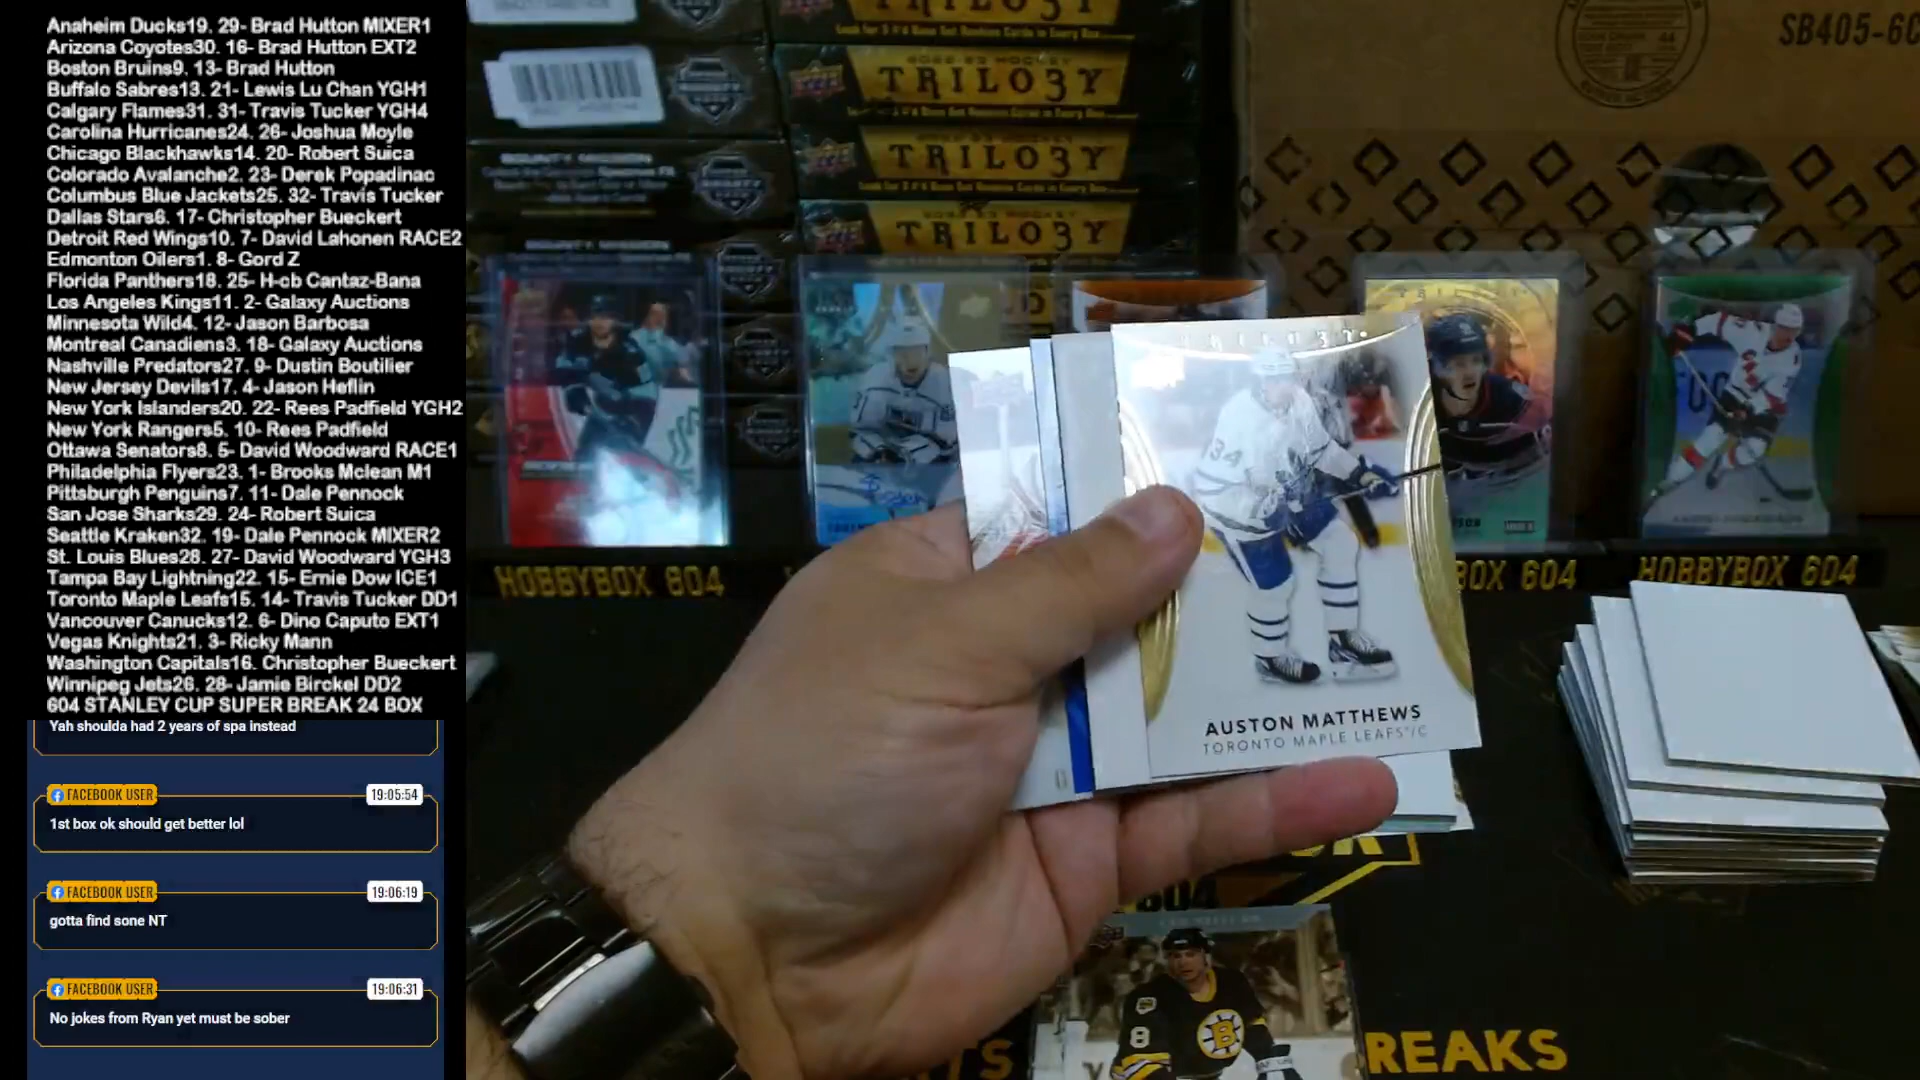 Anaheim Ducks19. 29- Brad Hutton MIXER1
Arizona Coyotes30. 16- Brad Hutton EXT2
Boston Bruins9. 13- Brad Hutton
Buffalo Sabres13. 21- Lewis Lu Chan YGH1
Calgary Flames31. 31- Travis Tucker YGH4
Carolina Hurricanes24. 26- Joshua Moyle
Chicago Blackhawks14. 20- Robert Suica
Colorado Avalanche2. 23- Derek Popadinac
Columbus Blue Jackets25. 32- Travis Tucker
Dallas Stars6. 17- Christopher Bueckert
Detroit Red Wings10. 7- David Lahonen RACE2
Edmonton Oilers1. 8- Gord Z
Florida Panthers18. 25- H-cb Cantaz-Bana
Los Angeles Kings11. 2- Galaxy Auctions
Minnesota Wild4. 12- Jason Barbosa
Montreal Canadiens3. 18- Galaxy Auctions
Nashville Predators27. 9- Dustin Boutilier
New Jersey Devils17. 4- Jason Heflin
New York Islanders20. 22- Rees Padfield YGH2
New York Rangers5. 10- Rees Padfield
Ottawa Senators8. 5- David Woodward RACE1
Philadelphia Flyers23. 1- Brooks Mclean M1
Pittsburgh Penguins7. 11- Dale Pennock
San Jose Sharks29. 24- Robert Suica
Seattle Kraken32. 19- Dale Pennock MIXER2
St. Louis Blues28. 27- David Woodward YGH3
Tampa Bay Lightning22. 15- Ernie Dow ICE1
Toronto Maple Leafs15. 14- Travis Tucker DD1
Vancouver Canucks12. 6- Dino Caputo EXT1
Vegas Knights21. 3- Ricky Mann
Washington Capitals16. Christopher Bueckert
Winnipeg Jets26. 28- Jamie Birckel DD2
604 STANLEY CUP SUPER BREAK 24 BOX
Yah shoulda had 2 years of spa instead
FACEBOOK USER 19:05:54
1st box ok should get better lol
FACEBOOK USER 19:06:19
gotta find sone NT
FACEBOOK USER 19:06:31
No jokes from Ryan yet must be sober
TRILO3Y
TRILO3Y
TRILO3Y
SB405-6C
HOBBYBOX 604
BOX 604
HOBBYBOX 604
34
AUSTON MATTHEWS
TORONTO MAPLE LEAFS/C
604
8
B
REAKS